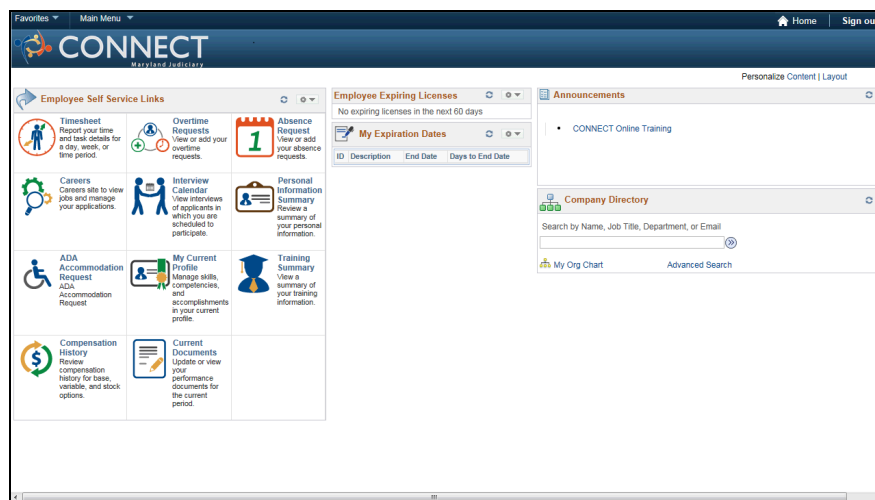 Favorites Main Menu Home Sign ou
CONNECT
Maryland Judiciary
Personalize Content | Layout
Employee Self Service Links
Timesheet
Report your time
and task details for
a day, week, or
time period.
Overtime
Requests
View or add your
overtime
requests.
Absence
Request
View or add
your absence
requests.
1
Careers
Careers site to view
jobs and manage
your applications.
Interview
Calendar
View interviews
of applicants in
which you are
scheduled to
participate.
Personal
Information
Summary
Review a
summary of
your personal
information.
ADA
Accommodation
Request
ADA
Accommodation
Request
My Current
Profile
Manage skills,
competencies,
and
accomplishments
in your current
profile.
Training
Summary
View a
summary of
your training
information.
Compensation
History
Review
compensation
history for base,
variable, and stock
options.
Current
Documents
Update or view
your
performance
documents for
the current
period.
Employee Expiring Licenses
No expiring licenses in the next 60 days
My Expiration Dates
ID Description End Date Days to End Date
Announcements
• CONNECT Online Training
Company Directory
Search by Name, Job Title, Department, or Email
My Org Chart Advanced Search